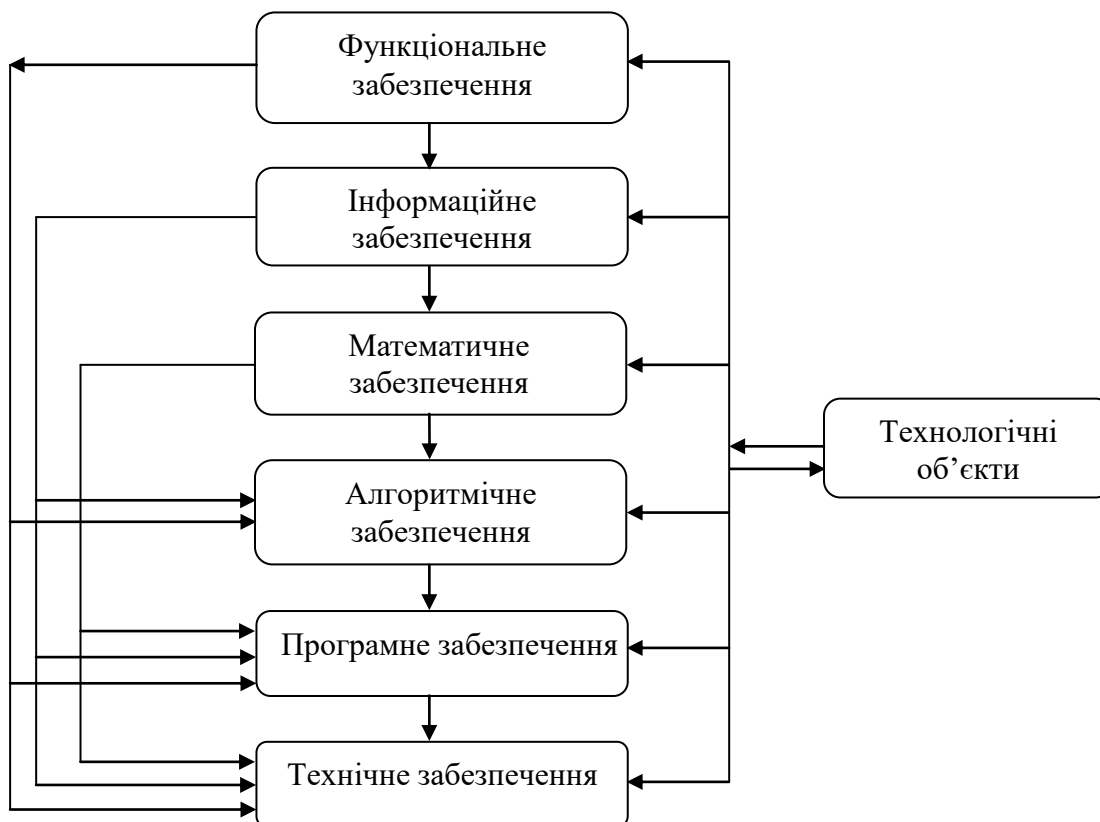 Функціональне
забезпечення
Інформаційне
забезпечення
Математичне
забезпечення
Технологічні
об’єкти
Алгоритмічне
забезпечення
Програмне забезпечення
Технічне забезпечення